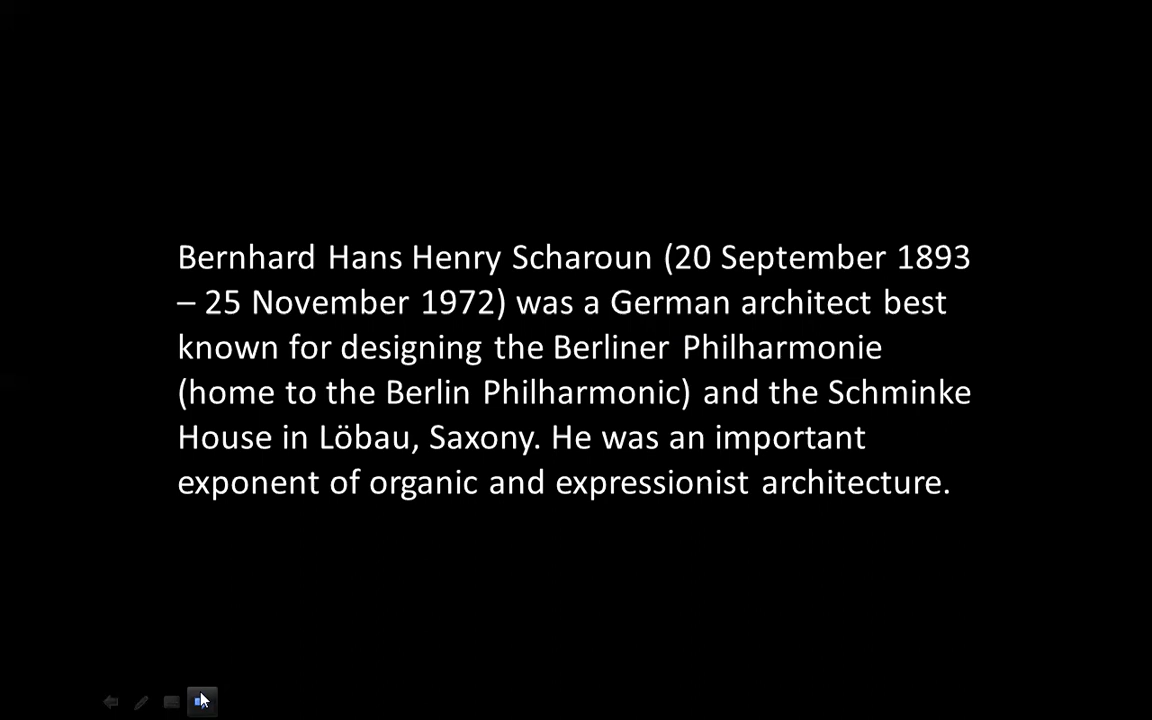 Bernhard Hans Henry Scharoun (20 September 1893
– 25 November 1972) was a German architect best
known for designing the Berliner Philharmonie
(home to the Berlin Philharmonic) and the Schminke
House in Löbau, Saxony. He was an important
exponent of organic and expressionist architecture.